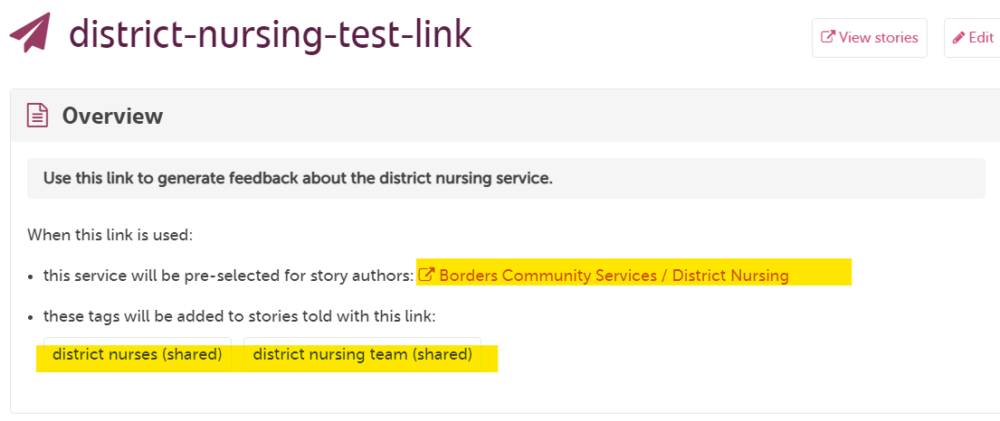 district-nursing-test-link
View stories
Edit
Overview
Use this link to generate feedback about the district nursing service.
When this link is used:
• this service will be pre-selected for story authors: Borders Community Services / District Nursing
• these tags will be added to stories told with this link:
district nurses (shared) district nursing team (shared)